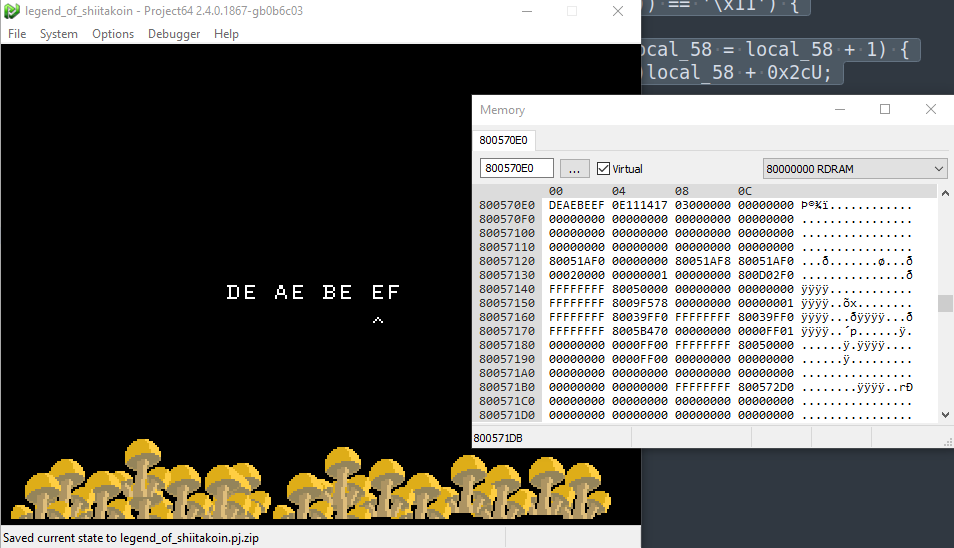 legend_of_shiitakoin - Project64 2.4.0.1867-gb0b6c03
File System Options Debugger Help
) == '\x11') {
ocal_58 = local_58 + 1) {
)local_58 + 0x2cU;
DE AE BE EF
^
Memory
800570E0
800570E0 ... Virtual 80000000 RDRAM
00 04 08 0C
800570E0 DEAEBEEF 0E111417 03000000 00000000 Þ®¾ï............
800570F0 00000000 00000000 00000000 00000000 ................
80057100 00000000 00000000 00000000 00000000 ................
80057110 00000000 00000000 00000000 00000000 ................
80057120 80051AF0 00000000 80051AF8 80051AF0 ...ð.......ø...ð
80057130 00020000 00000001 00000000 800D02F0 ...............ð
80057140 FFFFFFFF 80050000 00000000 00000000 ÿÿÿÿ............
80057150 FFFFFFFF 8009F578 00000000 00000001 ÿÿÿÿ..õx........
80057160 FFFFFFFF 80039FF0 FFFFFFFF 80039FF0 ÿÿÿÿ...ðÿÿÿÿ...ð
80057170 FFFFFFFF 8005B470 00000000 0000FF01 ÿÿÿÿ..´p......ÿ.
80057180 00000000 0000FF00 FFFFFFFF 80050000 ......ÿ.ÿÿÿÿ....
80057190 00000000 0000FF00 00000000 00000000 ......ÿ.........
800571A0 00000000 00000000 00000000 00000000 ................
800571B0 00000000 00000000 FFFFFFFF 800572D0 ........ÿÿÿÿ..rÐ
800571C0 00000000 00000000 00000000 00000000 ................
800571D0 00000000 00000000 00000000 00000000 ................
800571DB
Saved current state to legend_of_shiitakoin.pj.zip